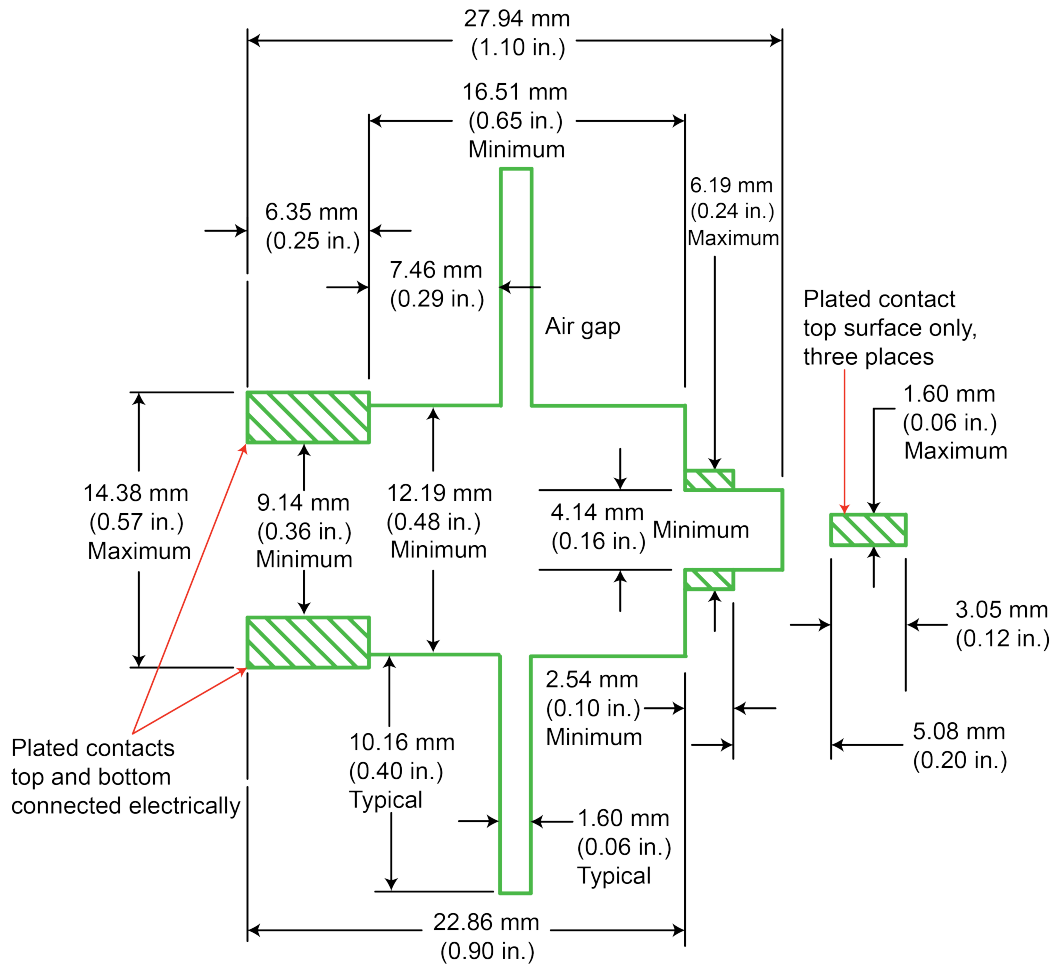 27.94 mm
(1.10 in.)
16.51 mm
(0.65 in.)
Minimum
6.19 mm
(0.24 in.)
Maximum
6.35 mm
(0.25 in.)
7.46 mm
(0.29 in.)
Air gap
Plated contact
top surface only,
three places
1.60 mm
(0.06 in.)
Maximum
14.38 mm
(0.57 in.)
Maximum
9.14 mm
(0.36 in.)
Minimum
12.19 mm
(0.48 in.)
Minimum
4.14 mm
(0.16 in.)
Minimum
3.05 mm
(0.12 in.)
2.54 mm
(0.10 in.)
Minimum
5.08 mm
(0.20 in.)
Plated contacts
top and bottom
connected electrically
10.16 mm
(0.40 in.)
Typical
1.60 mm
(0.06 in.)
Typical
22.86 mm
(0.90 in.)